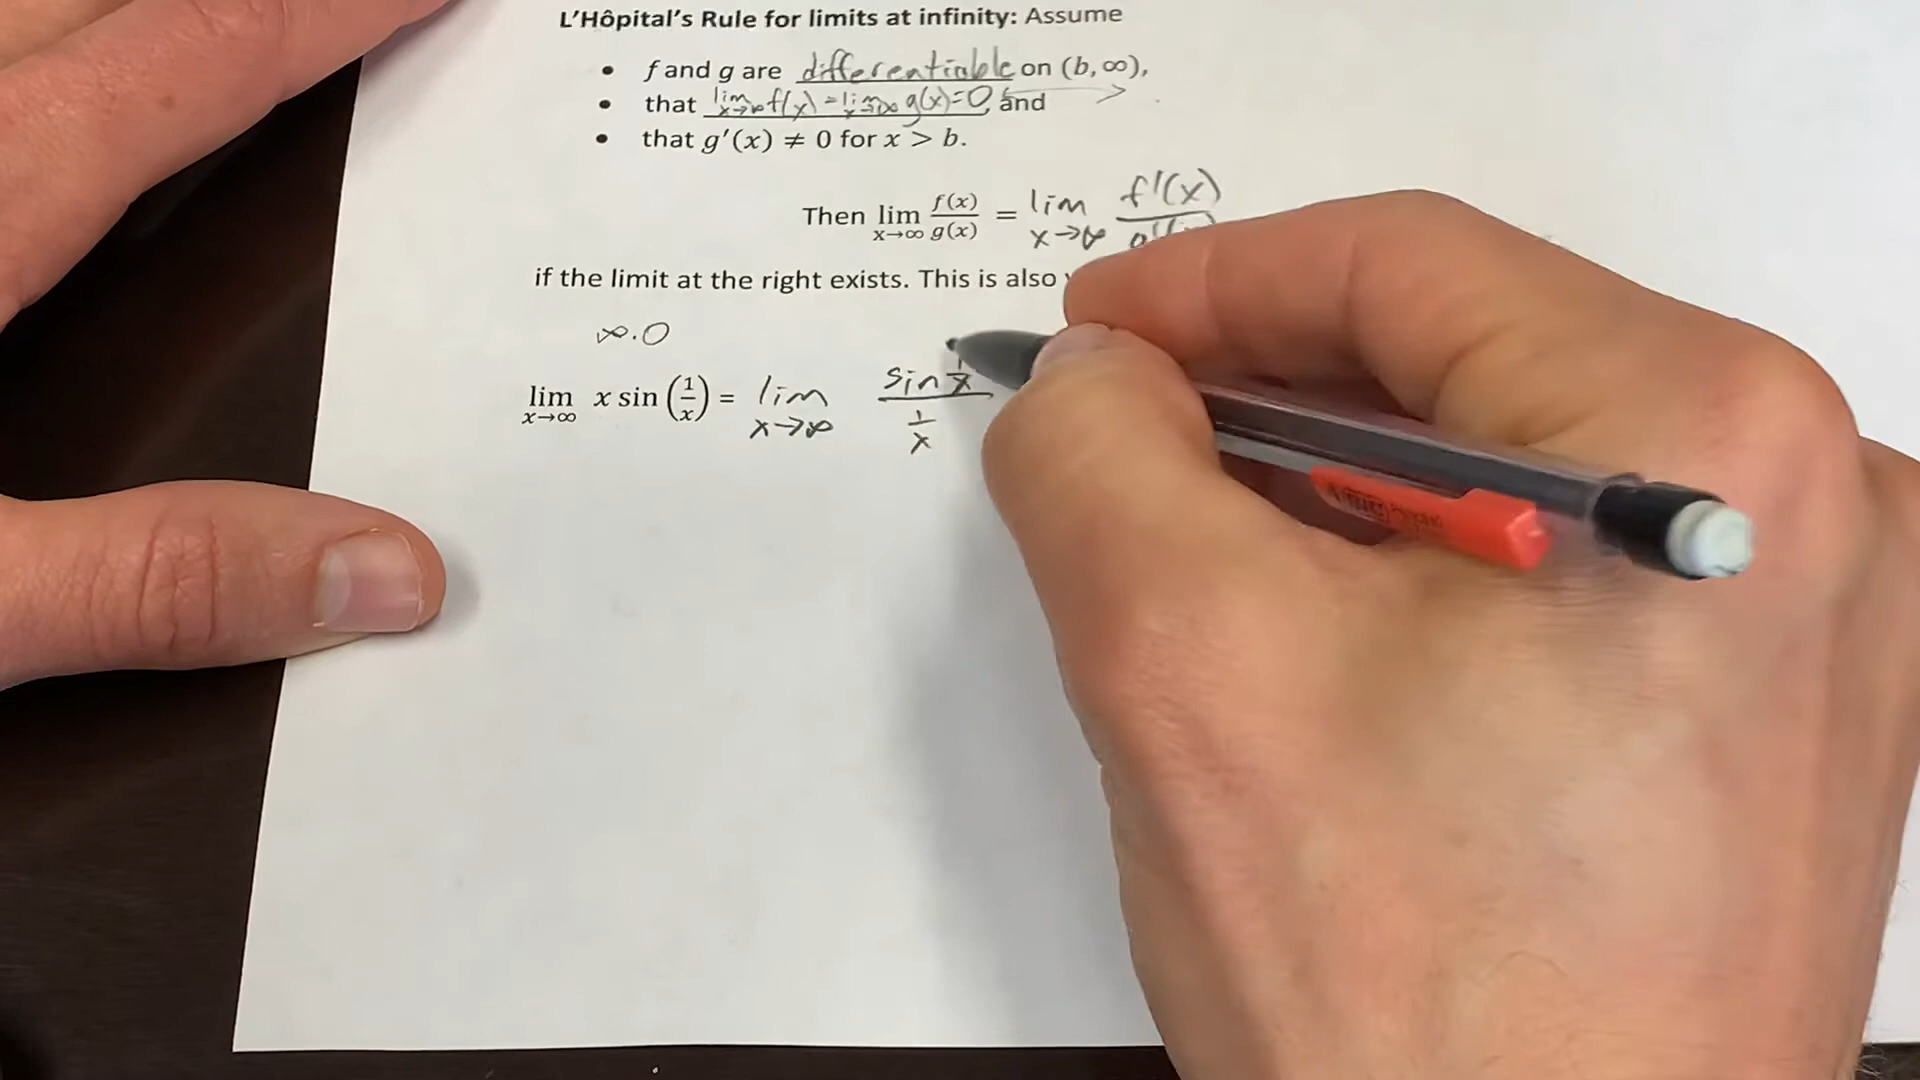 L'Hôpital's Rule for limits at infinity: Assume
• f and g are differentiable on (b, ∞),
• that lim x→∞ f(x) = lim x→∞ g(x) = 0, and
• that g′(x) ≠ 0 for x > b.
Then lim x→∞ f(x)/g(x) = lim x→∞ f'(x)/g'(
if the limit at the right exists. This is also
∞·0
lim x→∞ x sin (1/x) = lim x→∞ sin 1/x / 1/x